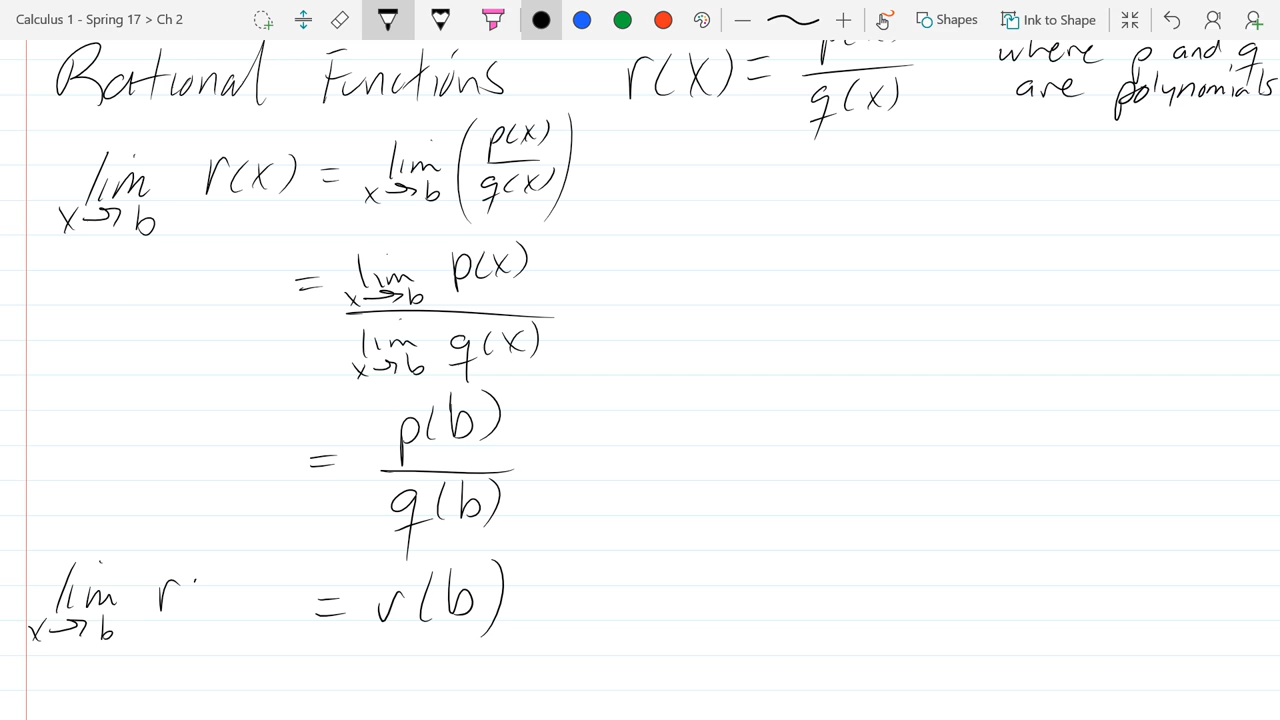 Calculus 1 - Spring 17 > Ch 2 Shapes Ink to Shape
Rational Functions r(x) = p(x)/q(x) where p and q
are polynomials
lim x→b r(x) = lim x→b (p(x)/q(x))
= lim x→b p(x)
lim x→b q(x)
= p(b)
q(b)
lim x→b r = r(b)